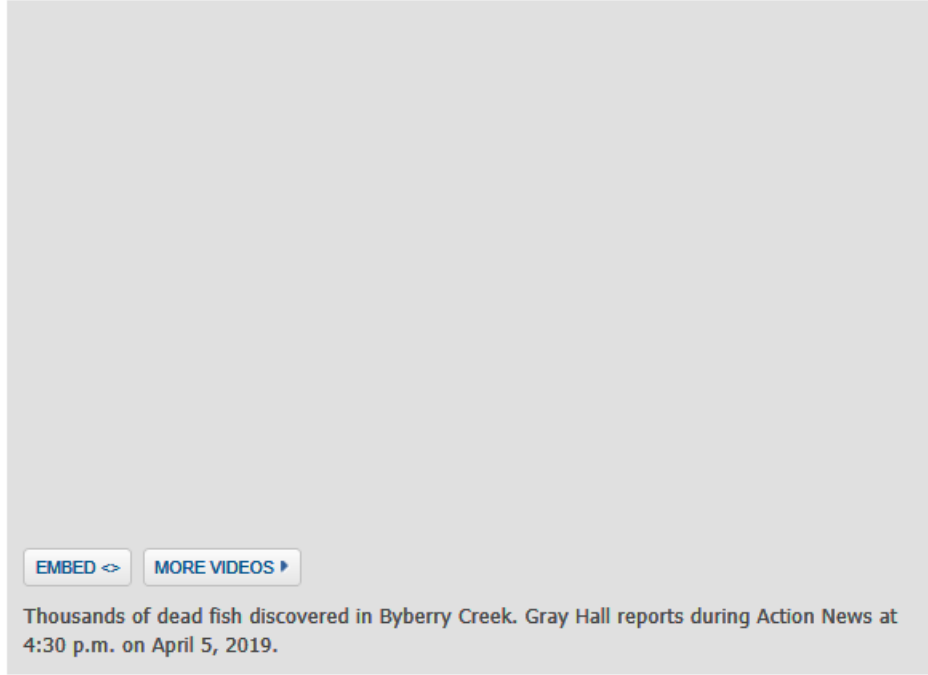 EMBED <>
MORE VIDEOS
Thousands of dead fish discovered in Byberry Creek. Gray Hall reports during Action News at
4:30 p.m. on April 5, 2019.